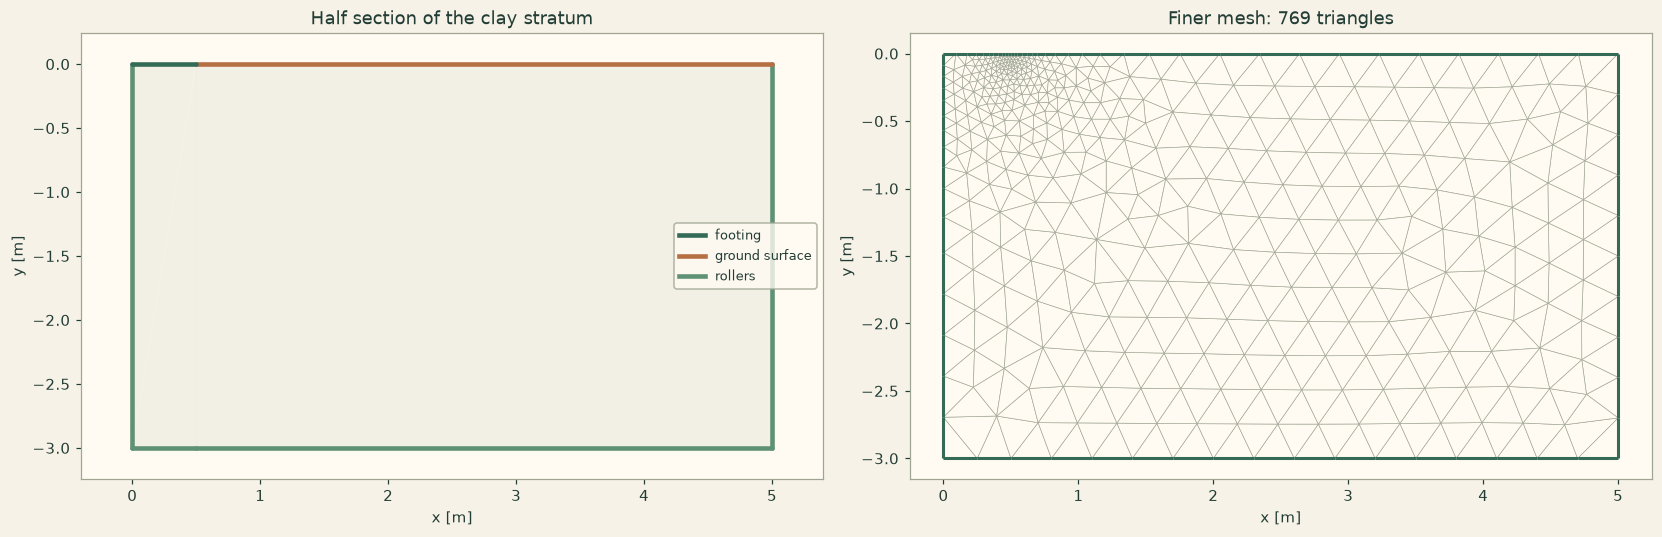 Half section of the clay stratum
0.0
−0.5
−1.0
−1.5
−2.0
−2.5
−3.0
y [m]
footing
ground surface
rollers
0
1
2
3
4
5
x [m]
Finer mesh: 769 triangles
0.0
−0.5
−1.0
−1.5
−2.0
−2.5
−3.0
y [m]
0
1
2
3
4
5
x [m]